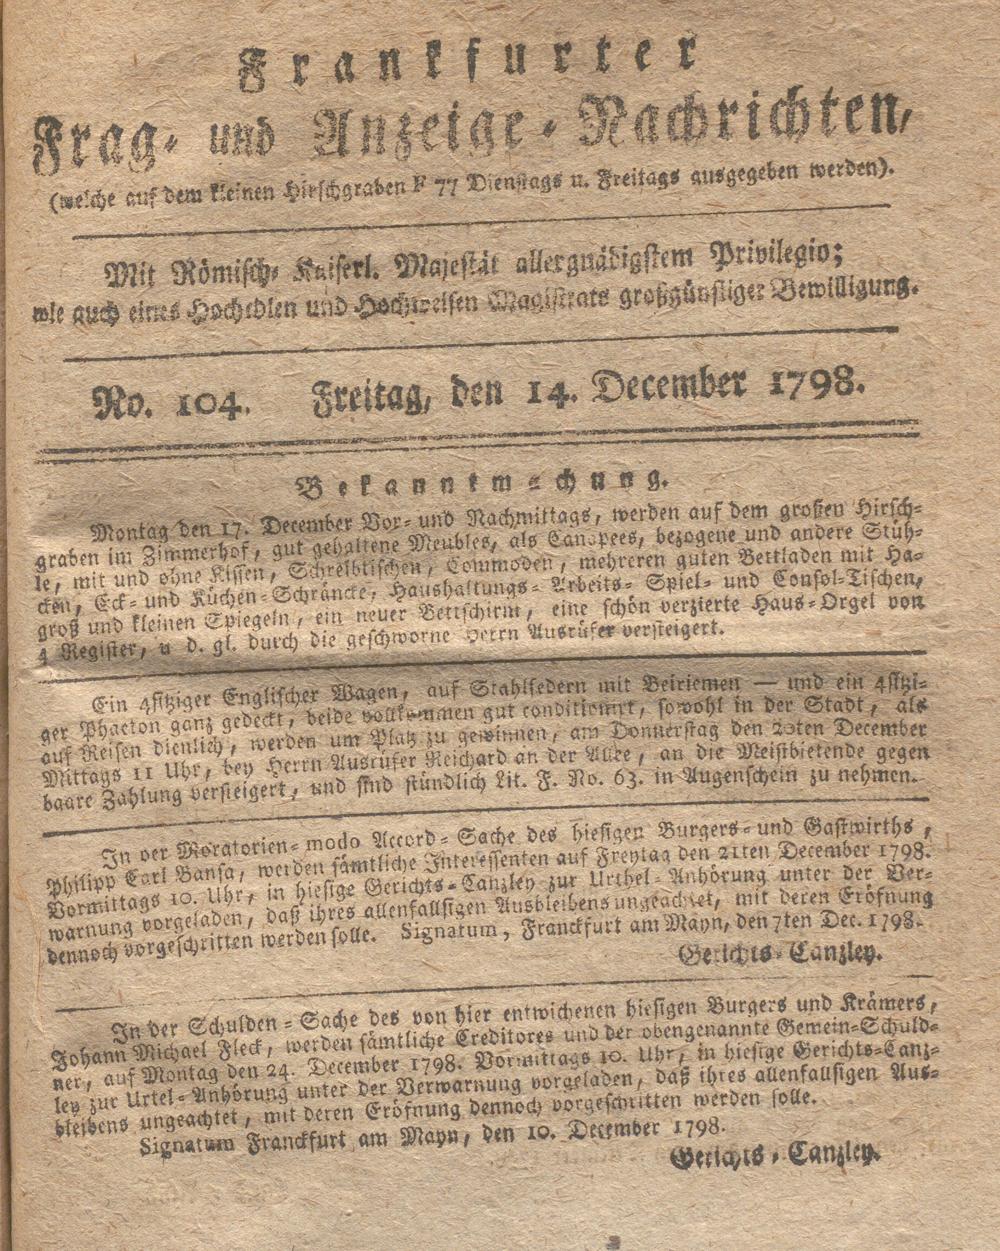 Frankfurter
Frag- und Anzeige-Nachrichten,
(welche auf dem kleinen Hirschgraben F 77 Dienstags u. Freitags ausgegeben werden).
Mit Römisch- Kaiserl. Majestät allergnädigstem Privilegio;
wie auch eines Hochedlen und Hochweisen Magistrats großgünstiger Bewilligung.
No. 104. Freitag, den 14. December 1798.
Bekanntmachung.
Montag den 17. December Vor- und Nachmittags, werden auf dem großen Hirsch-
graben im Zimmerhof, gut gehaltene Meubles, als Canapees, bezogene und andere Stüh-
le, mit und ohne Kissen, Schreibtischen, Commoden, mehreren guten Bettladen mit Ha-
cken, Eck- und Küchen-Schräncke, Haushaltungs- Arbeits- Spiel- und Consol-Tischen,
groß und kleinen Spiegeln, ein neuer Bettschirm, eine schön verzierte Haus-Orgel von
4 Register, u d. gl. durch die geschworne Herrn Ausrüfer versteigert.
Ein 4sitziger Englischer Wagen, auf Stahlfedern mit Beiriemen — und ein 4sitzi-
ger Phaeton ganz gedeckt, beide vollkommen gut conditionirt, sowohl in der Stadt, als
auf Reisen dienlich, werden um Platz zu gewinnen, am Donnerstag den 20ten December
Mittags 11 Uhr, bey Herrn Ausrüfer Reichard an der Allee, an die Meistbietende gegen
baare Zahlung versteigert, und sind stündlich Lit. F. No. 63. in Augenschein zu nehmen.
In der Moratorien- modo Accord- Sache des hiesigen Burgers- und Gastwirths,
Philipp Carl Bansa, werden sämtliche Interessenten auf Freytag den 21ten December 1798.
Vormittags 10. Uhr, in hiesige Gerichts-Canzley zur Urthel-Anhörung unter der Ver-
warnung vorgeladen, daß ihres allenfallsigen Ausbleibens ungeachtet, mit deren Eröfnung
dennoch vorgeschritten werden solle. Signatum, Franckfurt am Mayn, den 7ten Dec. 1798.
Gerichts-Canzley.
In der Schulden-Sache des von hier entwichenen hiesigen Burgers und Krämers,
Johann Michael Fleck, werden sämtliche Creditores und der obengenannte Gemein-Schuld-
ner, auf Montag den 24. December 1798. Vormittags 10. Uhr, in hiesige Gerichts-Canz-
ley zur Urtel-Anhörung unter der Verwarnung vorgeladen, daß ihres allenfallsigen Aus-
bleibens ungeachtet, mit deren Eröfnung dennoch vorgeschritten werden solle.
Signatum Franckfurt am Mayn, den 10. December 1798.
Gerichts-Canzley.